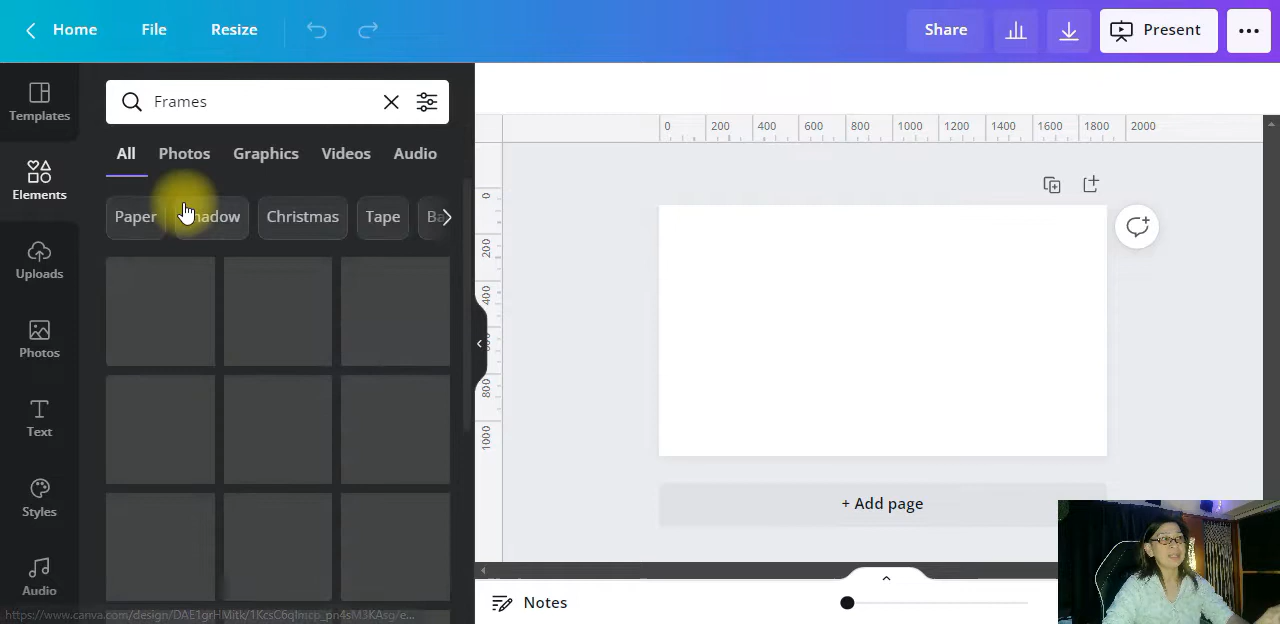 Home
File
Resize
Share
Present
Templates
Elements
Uploads
Photos
Text
Styles
Audio
Frames
All
Photos
Graphics
Videos
Audio
Paper
Christmas
Tape
0
200
400
600
800
1000
1200
1400
1600
1800
2000
0
200
400
800
1000
+ Add page
Notes